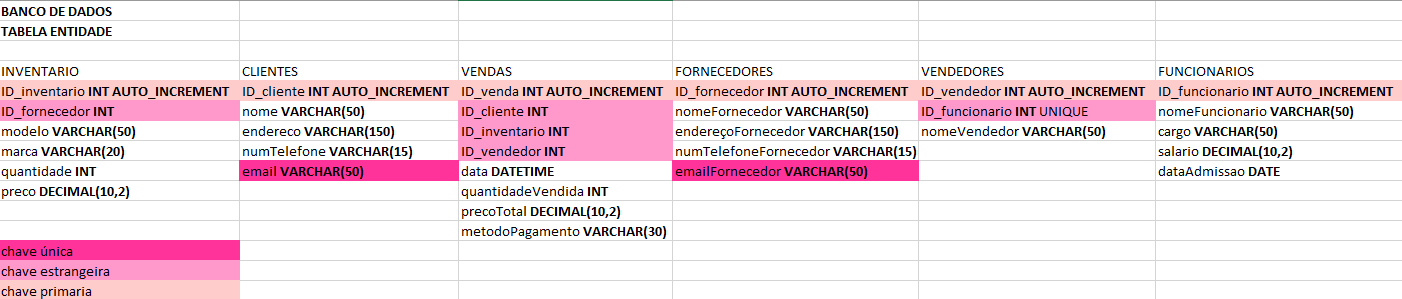 BANCO DE DADOS
TABELA ENTIDADE
INVENTARIO CLIENTES VENDAS FORNECEDORES VENDEDORES FUNCIONARIOS
ID_inventario INT AUTO_INCREMENT ID_cliente INT AUTO_INCREMENT ID_venda INT AUTO_INCREMENT ID_fornecedor INT AUTO_INCREMENT ID_vendedor INT AUTO_INCREMENT ID_funcionario INT AUTO_INCREMENT
ID_fornecedor INT nome VARCHAR(50) ID_cliente INT nomeFornecedor VARCHAR(50) ID_funcionario INT UNIQUE nomeFuncionario VARCHAR(50)
modelo VARCHAR(50) endereco VARCHAR(150) ID_inventario INT endereçoFornecedor VARCHAR(150) nomeVendedor VARCHAR(50) cargo VARCHAR(50)
marca VARCHAR(20) numTelefone VARCHAR(15) ID_vendedor INT numTelefoneFornecedor VARCHAR(15) salario DECIMAL(10,2)
quantidade INT email VARCHAR(50) data DATETIME emailFornecedor VARCHAR(50) dataAdmissao DATE
preco DECIMAL(10,2) quantidadeVendida INT
precoTotal DECIMAL(10,2)
metodoPagamento VARCHAR(30)
chave única
chave estrangeira
chave primaria